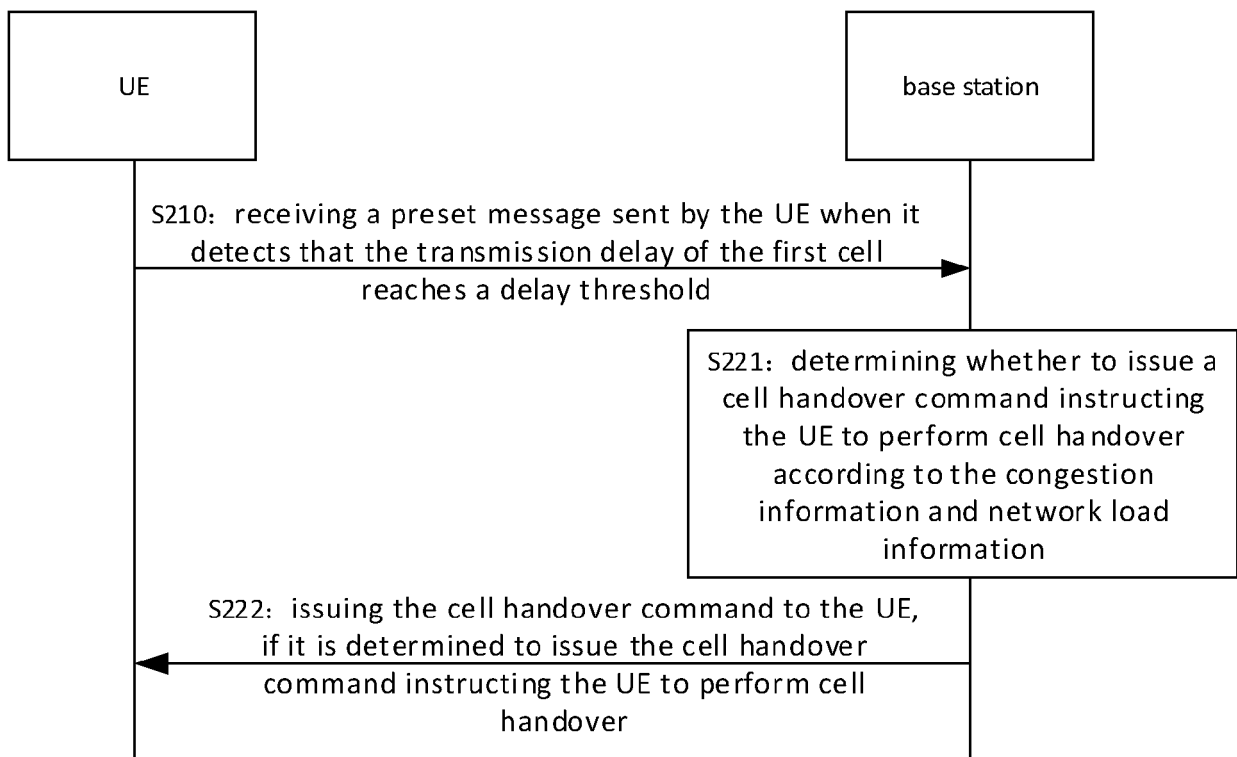 UE
base station
S210：receiving a preset message sent by the UE when it
detects that the transmission delay of the first cell
reaches a delay threshold
S221：determining whether to issue a
cell handover command instructing
the UE to perform cell handover
according to the congestion
information and network load
information
S222：issuing the cell handover command to the UE,
if it is determined to issue the cell handover
command instructing the UE to perform cell
handover